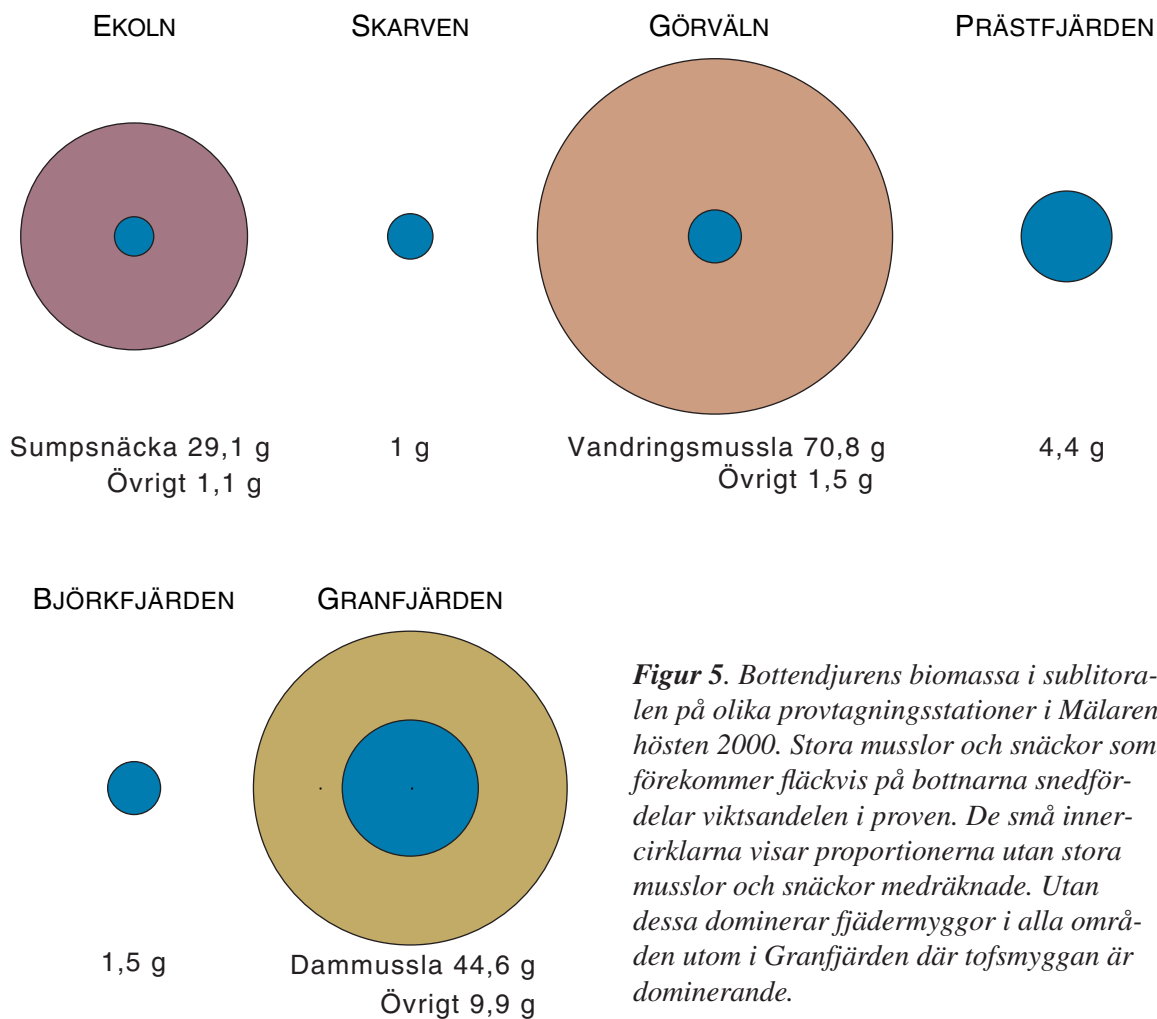 EKOLN
SKARVEN
GÖRVÄLN
PRÄSTFJÄRDEN
Sumpsnäcka 29,1 g
Övrigt 1,1 g
1 g
Vandringsmussla 70,8 g
Övrigt 1,5 g
4,4 g
BJÖRKFJÄRDEN
GRANFJÄRDEN
1,5 g
Dammussla 44,6 g
Övrigt 9,9 g
Figur 5. Bottendjurens biomassa i sublitora-
len på olika provtagningsstationer i Mälaren
hösten 2000. Stora musslor och snäckor som
förekommer fläckvis på bottnarna snedför-
delar viktsandelen i proven. De små inner-
cirklarna visar proportionerna utan stora
musslor och snäckor medräknade. Utan
dessa dominerar fjädermyggor i alla områ-
den utom i Granfjärden där tofsmyggan är
dominerande.